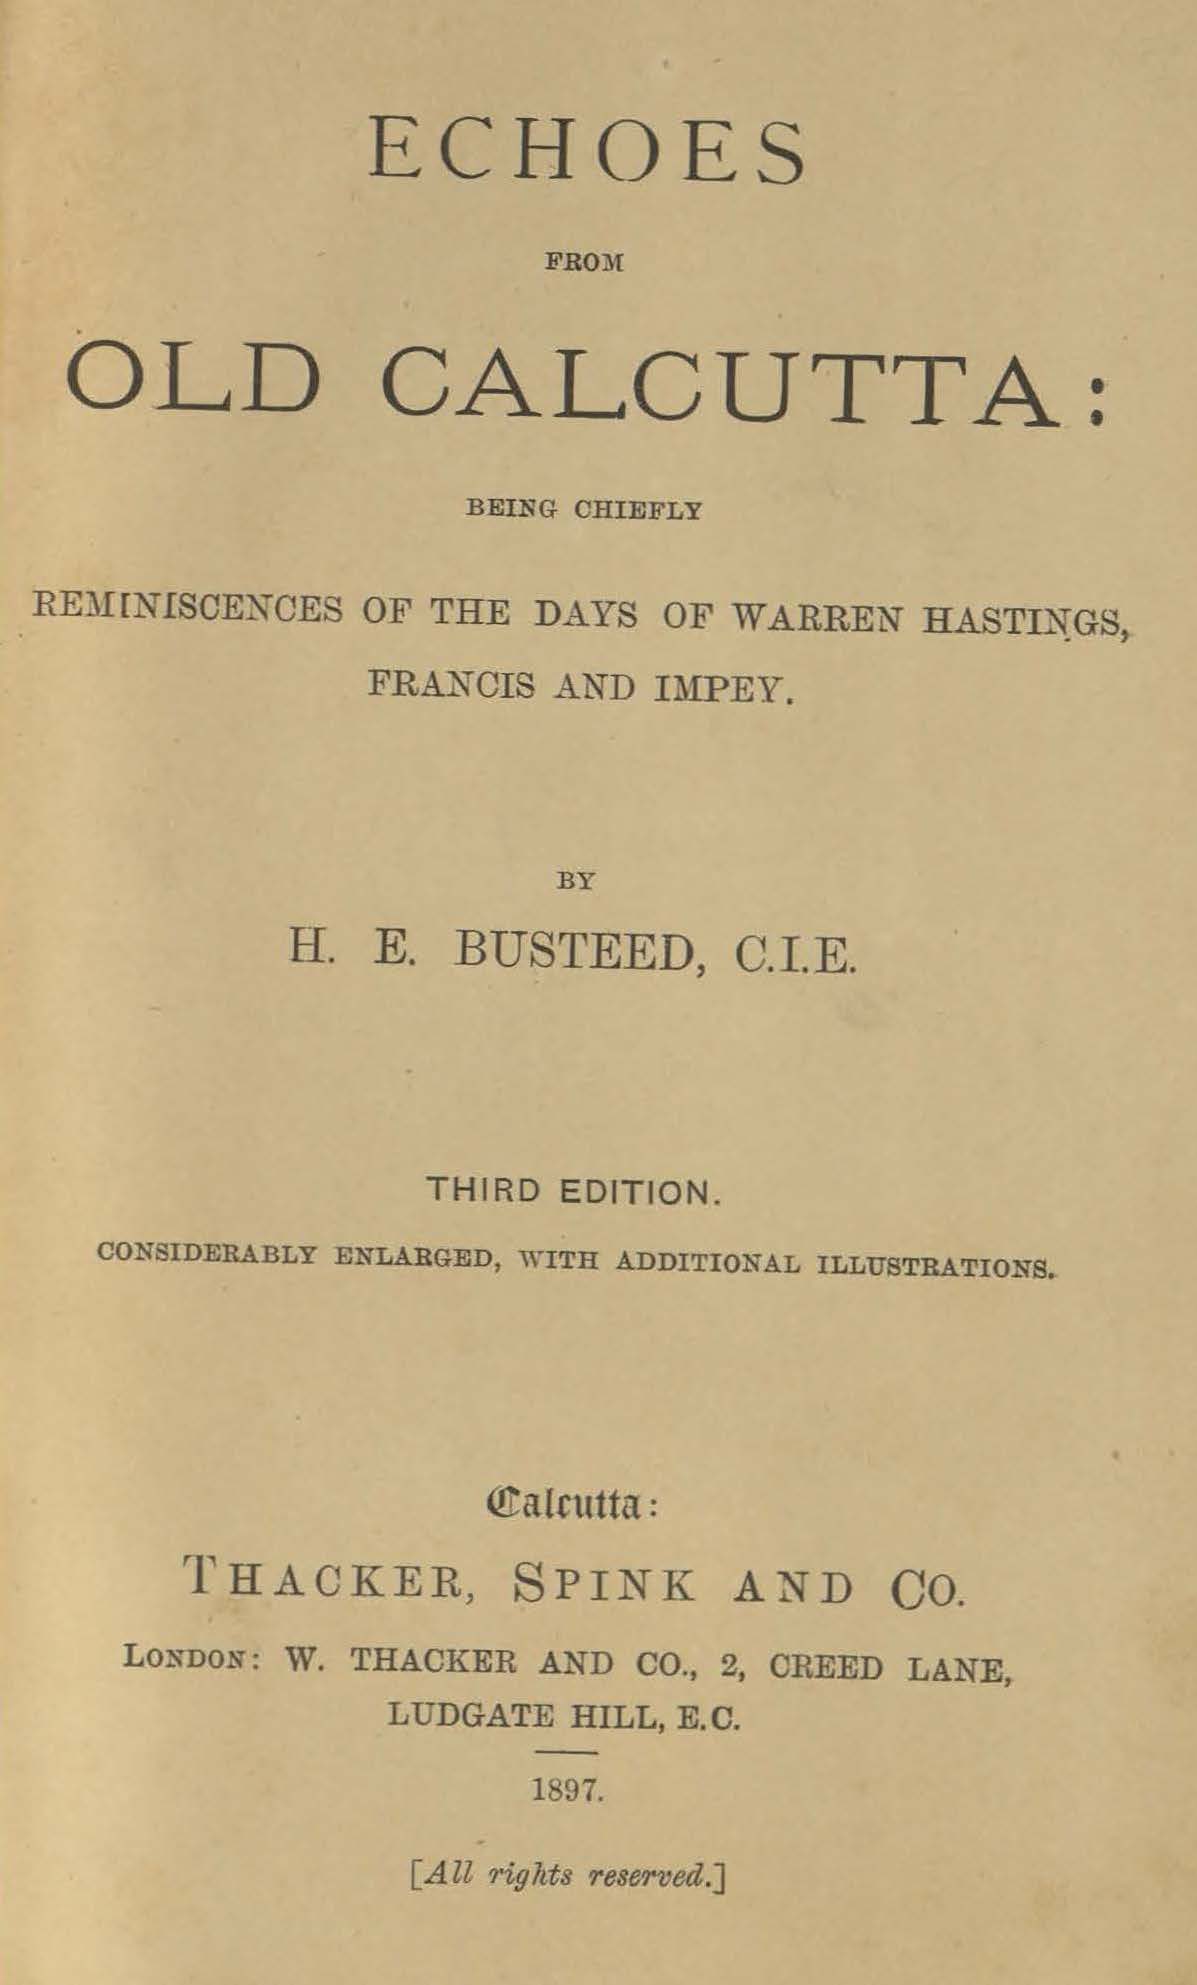 ECHOES
FROM
OLD CALCUTTA:
BEING CHIEFLY
REMINISCENCES OF THE DAYS OF WARREN HASTINGS,
FRANCIS AND IMPEY.
BY
H. E. BUSTEED, C.I.E.
THIRD EDITION.
CONSIDERABLY ENLARGED, WITH ADDITIONAL ILLUSTRATIONS.
Calcutta:
THACKER, SPINK AND CO.
LONDON: W. THACKER AND CO., 2, CREED LANE,
LUDGATE HILL, E.C.
1897.
[All rights reserved.]